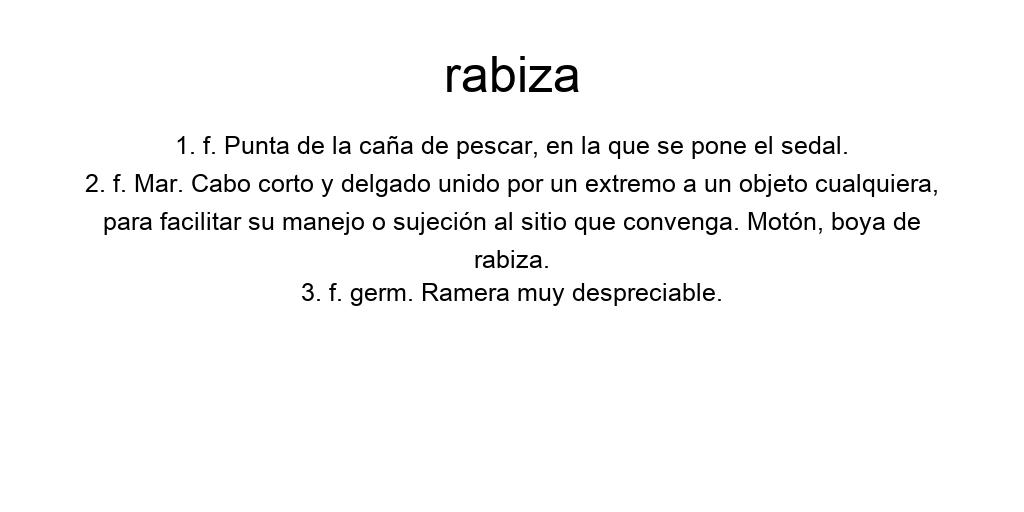 rabiza
1. f. Punta de la caña de pescar, en la que se pone el sedal.
2. f. Mar. Cabo corto y delgado unido por un extremo a un objeto cualquiera,
para facilitar su manejo o sujeción al sitio que convenga. Motón, boya de
rabiza.
3. f. germ. Ramera muy despreciable.